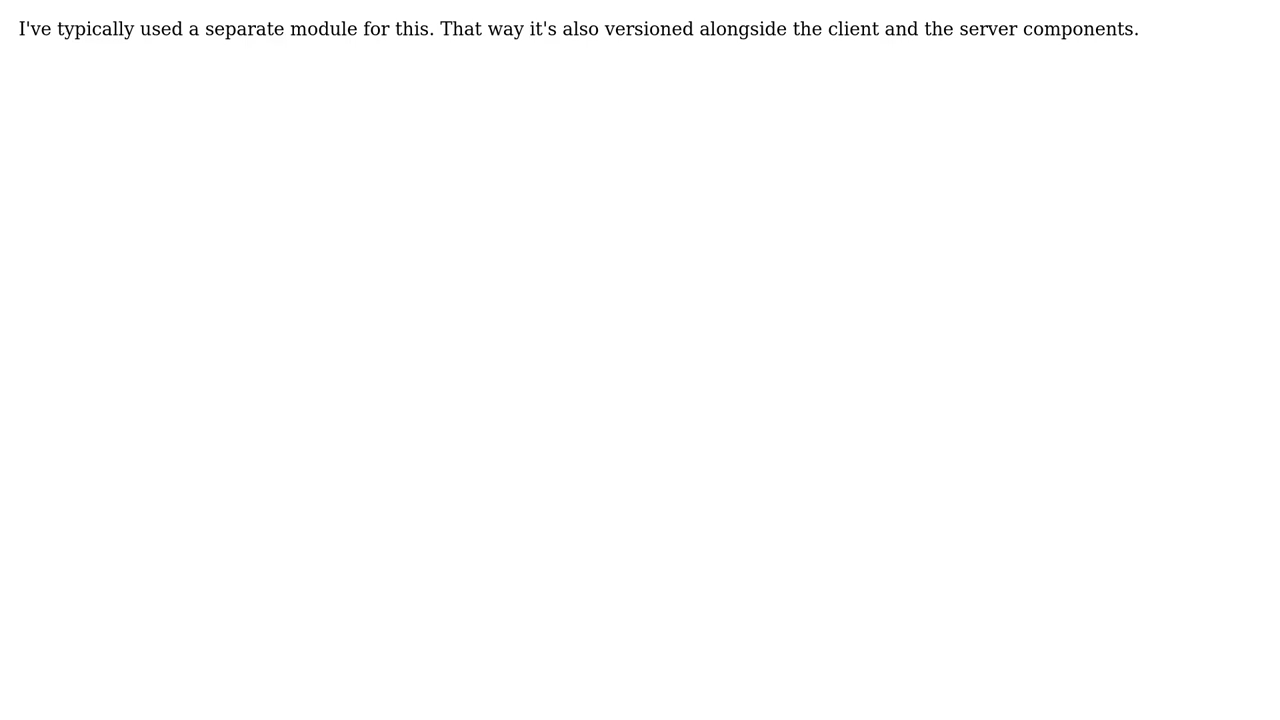 I've typically used a separate module for this. That way it's also versioned alongside the client and the server components.